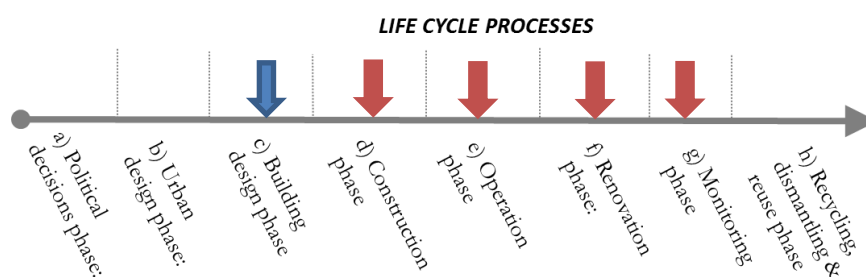 LIFE CYCLE PROCESSES
a) Political
decisions phase:
b) Urban
design phase:
c) Building
design phase
d) Construction
phase
e) Operation
phase
f) Renovation
phase:
g) Monitoring
phase
h) Recycling,
dismantling &
reuse phase